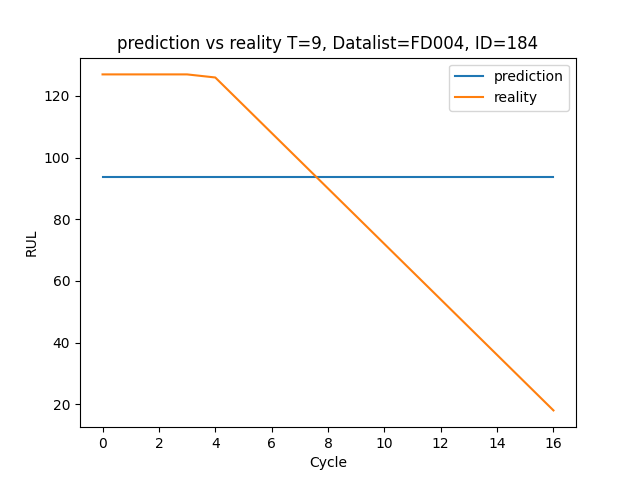 prediction vs reality T=9, Datalist=FD004, ID=184
prediction
reality
120
100
80
60
40
20
RUL
0 2 4 6 8 10 12 14 16
Cycle